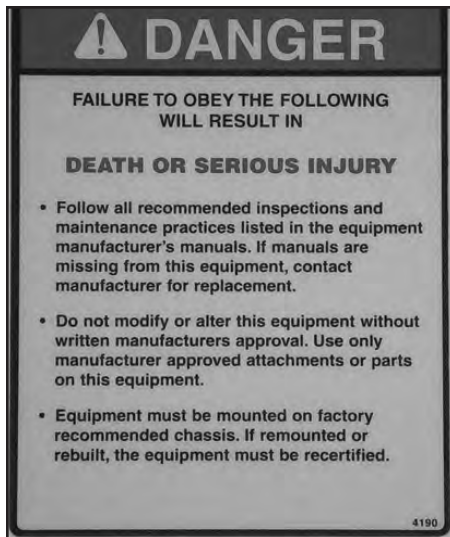 DANGER
FAILURE TO OBEY THE FOLLOWING
WILL RESULT IN
DEATH OR SERIOUS INJURY
• Follow all recommended inspections and
maintenance practices listed in the equipment
manufacturer's manuals. If manuals are
missing from this equipment, contact
manufacturer for replacement.
• Do not modify or alter this equipment without
written manufacturers approval. Use only
manufacturer approved attachments or parts
on this equipment.
• Equipment must be mounted on factory
recommended chassis. If remounted or
rebuilt, the equipment must be recertified.
4190